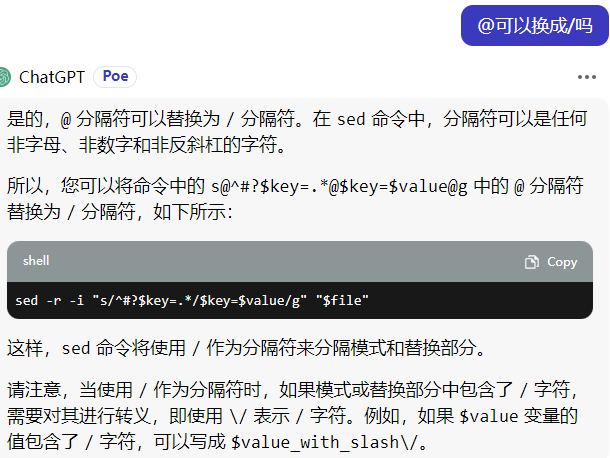 @可以换成/吗
ChatGPT Poe
是的，@ 分隔符可以替换为 / 分隔符。在 sed 命令中，分隔符可以是任何
非字母、非数字和非反斜杠的字符。
所以，您可以将命令中的 s@^#?$key=.*@$key=$value@g 中的 @ 分隔符
替换为 / 分隔符，如下所示：
shell Copy
sed -r -i "s/^#?$key=.*/$key=$value/g" "$file"
这样，sed 命令将使用 / 作为分隔符来分隔模式和替换部分。
请注意，当使用 / 作为分隔符时，如果模式或替换部分中包含了 / 字符，
需要对其进行转义，即使用 \/ 表示 / 字符。例如，如果 $value 变量的
值包含了 / 字符，可以写成 $value_with_slash\/。